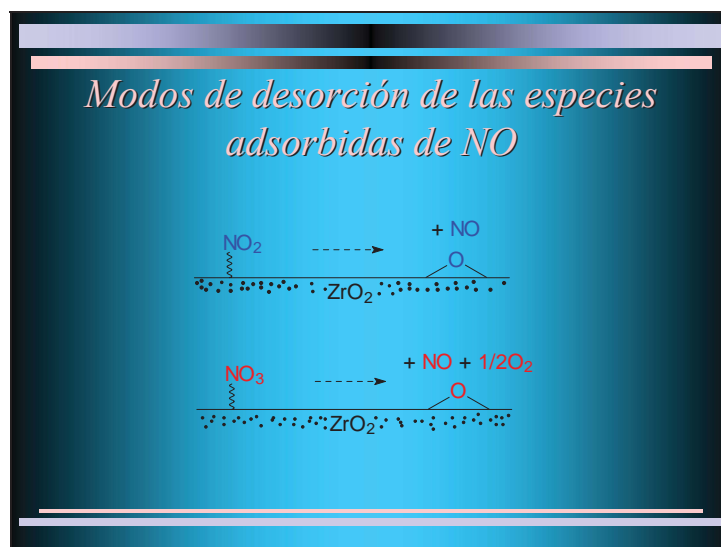 Modos de desorción de las especies
adsorbidas de NO
+ NO
NO₂
O
ZrO₂
+ NO + 1/2O₂
NO₃
O
ZrO₂